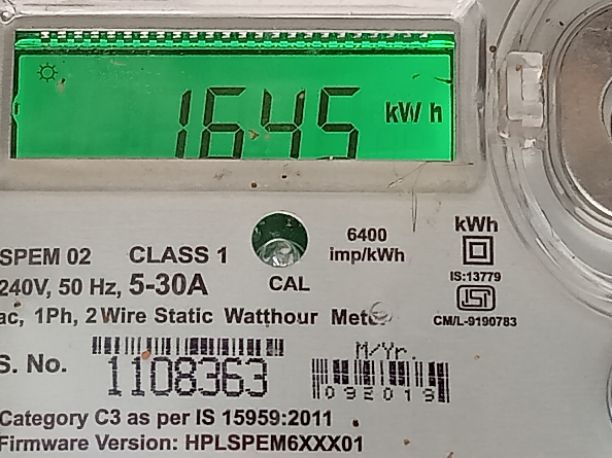 1645 kWh
SPEM 02 CLASS 1
6400 imp/kWh
kWh
240V, 50 Hz, 5-30A
CAL
IS:13779
ac, 1Ph, 2 Wire Static Watthour
CM/L-9190783
S. No. 1108363
M/Yr.
Category C3 as per IS 15959:2011
Firmware Version: HPLSPEM6XXX01